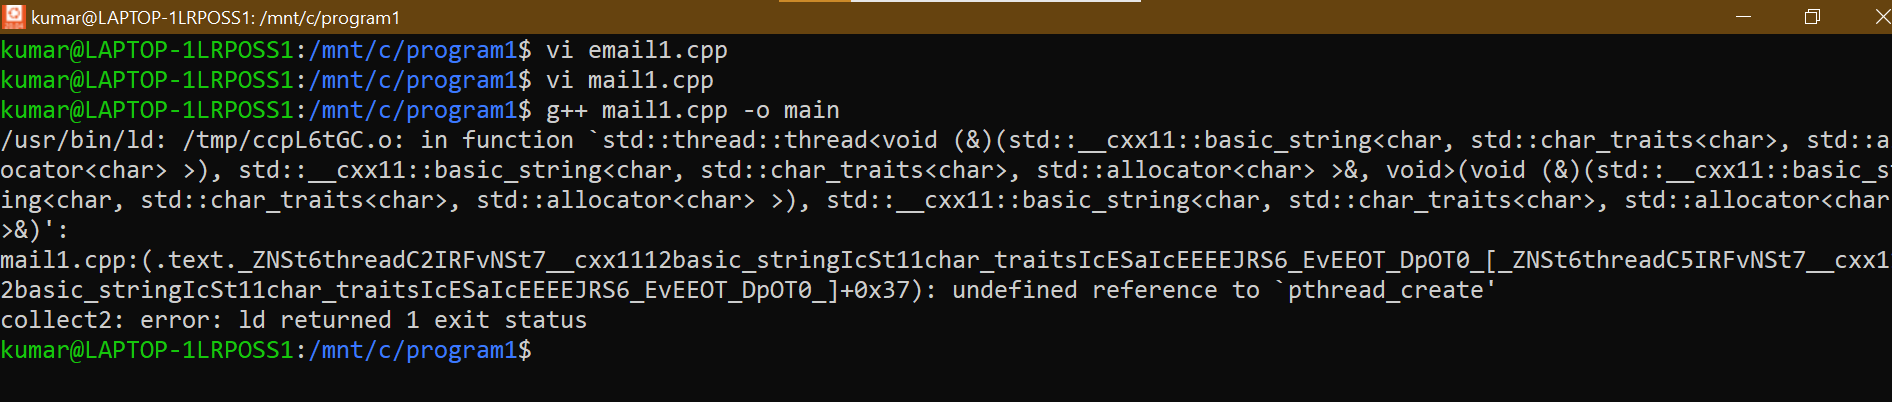 kumar@LAPTOP-1LRPOSS1: /mnt/c/program1
kumar@LAPTOP-1LRPOSS1:/mnt/c/program1$ vi email1.cpp
kumar@LAPTOP-1LRPOSS1:/mnt/c/program1$ vi mail1.cpp
kumar@LAPTOP-1LRPOSS1:/mnt/c/program1$ g++ mail1.cpp -o main
/usr/bin/ld: /tmp/ccpL6tGC.o: in function `std::thread::thread<void (&)(std::__cxx11::basic_string<char, std::char_traits<char>, std::a
ocator<char> >), std::__cxx11::basic_string<char, std::char_traits<char>, std::allocator<char> >&, void>(void (&)(std::__cxx11::basic_s
ing<char, std::char_traits<char>, std::allocator<char> >), std::__cxx11::basic_string<char, std::char_traits<char>, std::allocator<char
>&)':
mail1.cpp:(.text._ZNSt6threadC2IRFvNSt7__cxx1112basic_stringIcSt11char_traitsIcESaIcEEEEJRS6_EvEEOT_DpOT0_[_ZNSt6threadC5IRFvNSt7__cxx1
2basic_stringIcSt11char_traitsIcESaIcEEEEJRS6_EvEEOT_DpOT0_]+0x37): undefined reference to `pthread_create'
collect2: error: ld returned 1 exit status
kumar@LAPTOP-1LRPOSS1:/mnt/c/program1$